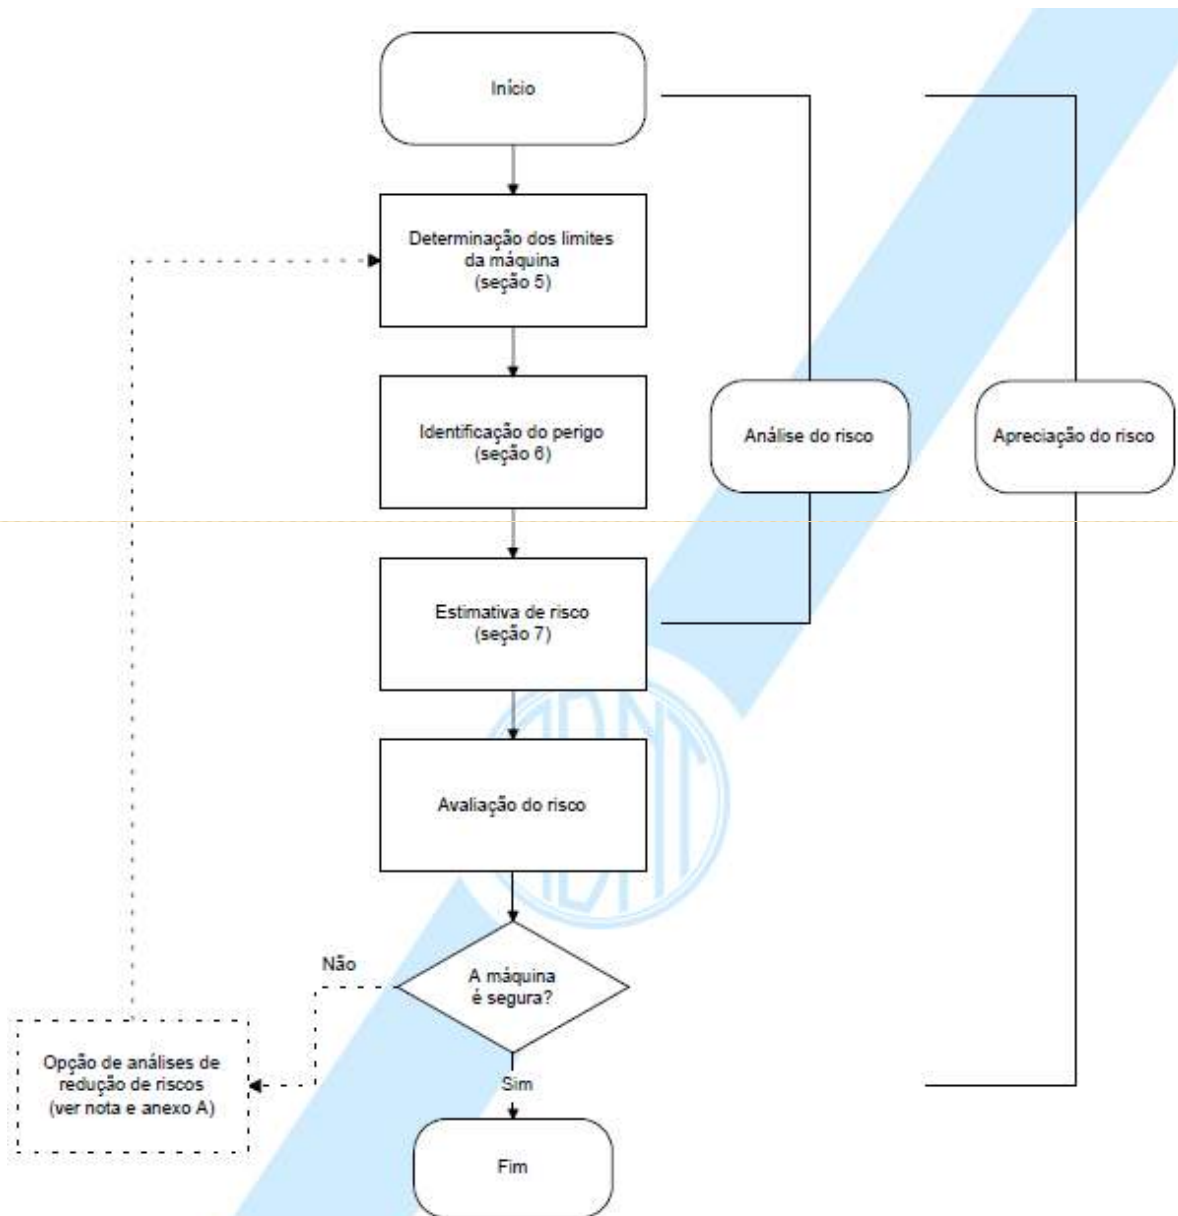 Início
Determinação dos limites
da máquina
(seção 5)
Identificação do perigo
(seção 6)
Análise do risco
Apreciação do risco
Estimativa de risco
(seção 7)
Avaliação do risco
Não
A máquina
é segura?
Opção de análises de
redução de riscos
(ver nota e anexo A)
Sim
Fim
ABNT